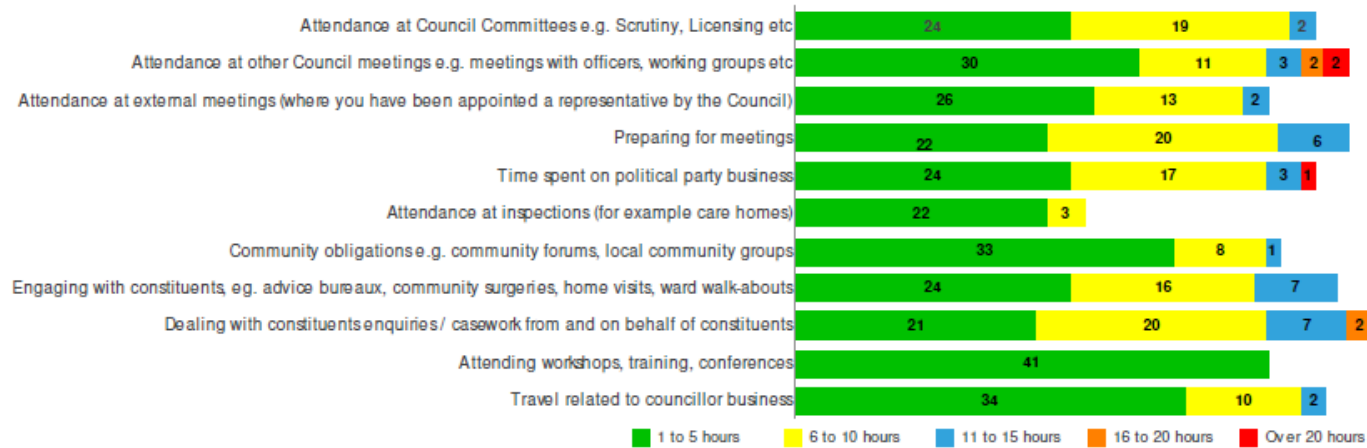 Attendance at Council Committees e.g. Scrutiny, Licensing etc 24 19 2
Attendance at other Council meetings e.g. meetings with officers, working groups etc 30 11 3 2 2
Attendance at external meetings (where you have been appointed a representative by the Council) 26 13 2
Preparing for meetings 22 20 6
Time spent on political party business 24 17 3 1
Attendance at inspections (for example care homes) 22 3
Community obligations e.g. community forums, local community groups 33 8 1
Engaging with constituents, eg. advice bureaux, community surgeries, home visits, ward walk-abouts 24 16 7
Dealing with constituents enquiries / casework from and on behalf of constituents 21 20 7 2
Attending workshops, training, conferences 41
Travel related to councillor business 34 10 2
1 to 5 hours 6 to 10 hours 11 to 15 hours 16 to 20 hours Over 20 hours